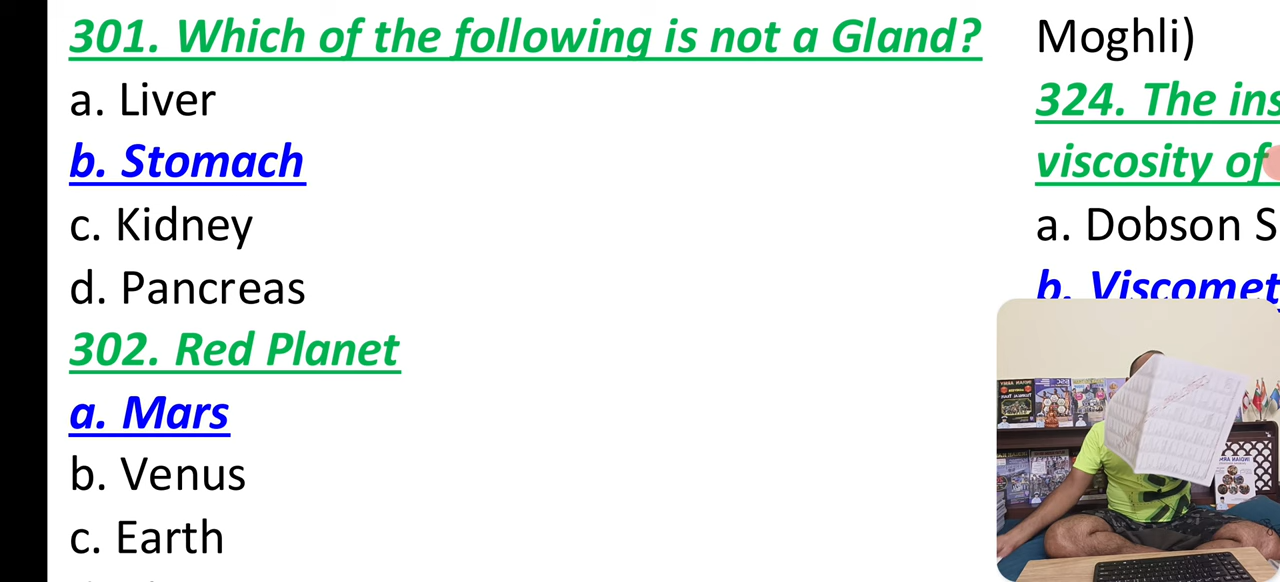 301. Which of the following is not a Gland?
a. Liver
b. Stomach
c. Kidney
d. Pancreas
302. Red Planet
a. Mars
b. Venus
c. Earth
Moghli)
324. The ins
viscosity of
a. Dobson S
b. Viscomet